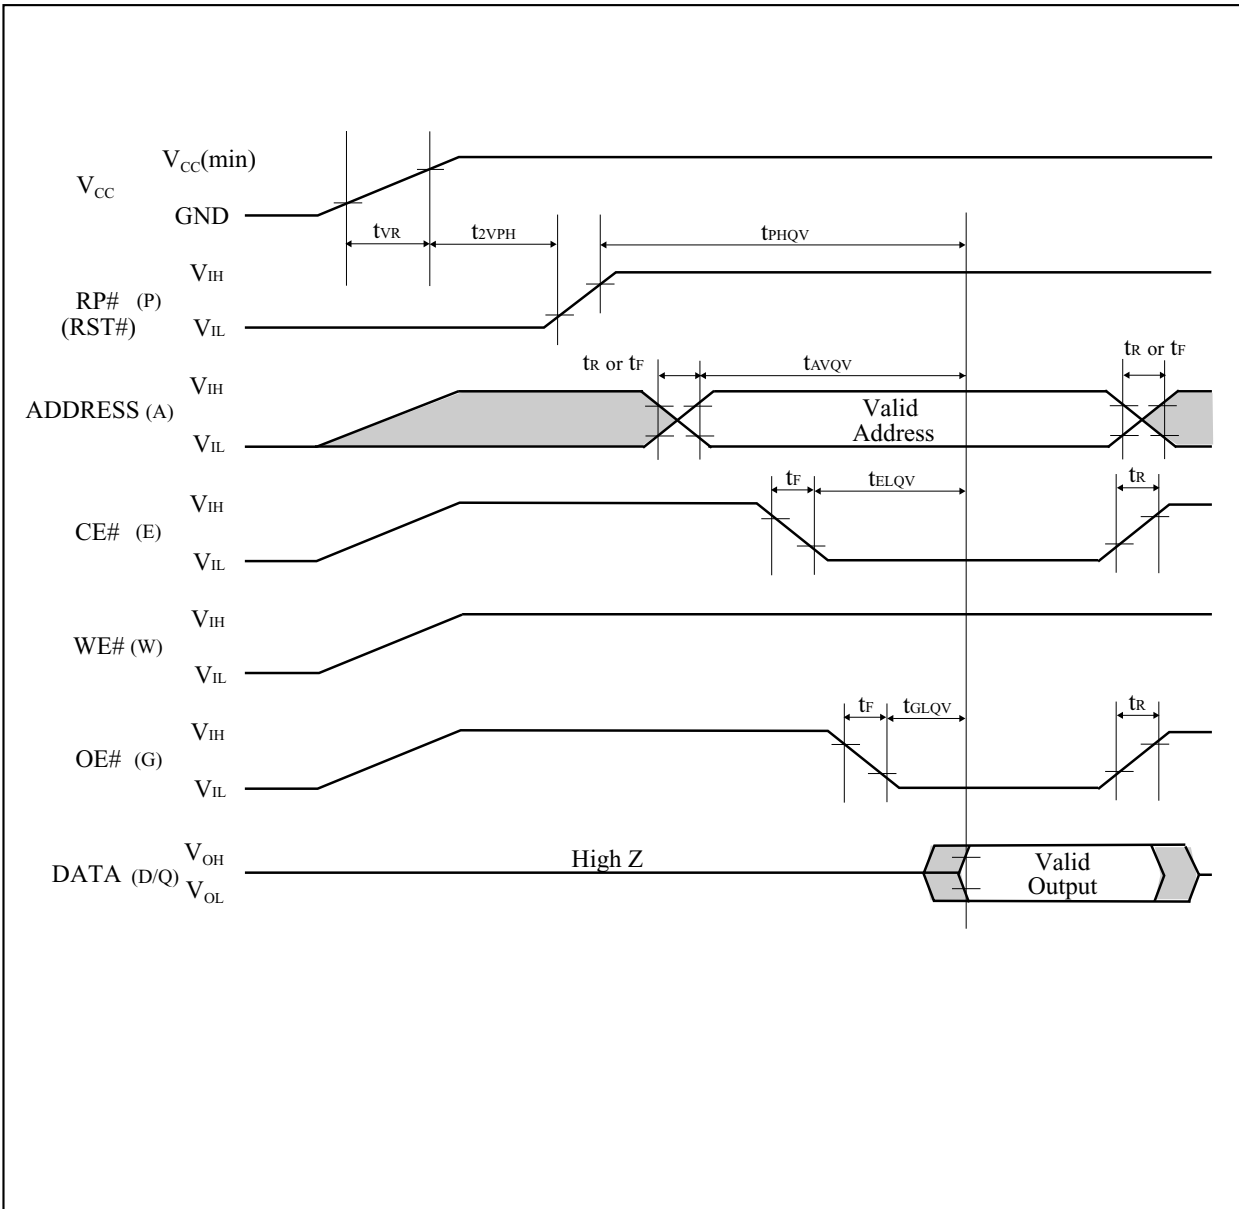 VCC(min)
VCC
GND
tVR
t2VPH
tPHQV
VIH
RP# (P)
(RST#)
VIL
tR or tF
tAVQV
tR or tF
VIH
ADDRESS (A)
VIL
Valid
Address
tF
tELQV
tR
VIH
CE# (E)
VIL
VIH
WE# (W)
VIL
tF
tGLQV
tR
VIH
OE# (G)
VIL
VOH
DATA (D/Q)
VOL
High Z
Valid
Output